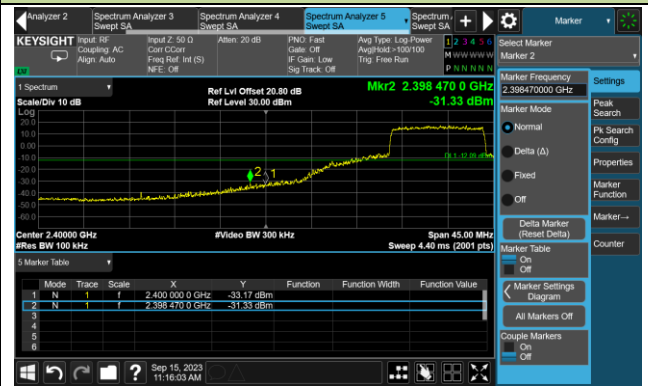 Analyzer 2
Spectrum Analyzer 3
Swept SA
Spectrum Analyzer 4
Swept SA
Spectrum Analyzer 5
Swept SA
Spectrum
Swept SA
Marker
KEYSIGHT
Input: RF
Coupling: AC
Align: Auto
Input Z: 50 Ω
Corr CCorr
Freq Ref: Int (S)
NFE: Off
Atten: 20 dB
PNO: Fast
Gate: Off
IF Gain: Low
Sig Track: Off
Avg Type: Log-Power
Avg|Hold:>100/100
Trig: Free Run
1 2 3 4 5 6
M W W W W W
P N N N N N
Select Marker
Marker 2
1 Spectrum
Scale/Div 10 dB
Ref Lvl Offset 20.80 dB
Ref Level 30.00 dBm
Mkr2 2.398 470 0 GHz
-31.33 dBm
Log
20.0
10.0
0.00
-10.0
-20.0
-30.0
-40.0
-50.0
-60.0
2
1
Center 2.40000 GHz
#Res BW 100 kHz
#Video BW 300 kHz
Span 45.00 MHz
Sweep 4.40 ms (2001 pts)
5 Marker Table
Mode Trace Scale X Y Function Function Width Function Value
1 N 1 f 2.400 000 0 GHz -33.17 dBm
2 N 1 f 2.398 470 0 GHz -31.33 dBm
3
4
5
6
Marker Frequency
2.398470000 GHz
Marker Mode
Normal
Delta (Δ)
Fixed
Off
Delta Marker
(Reset Delta)
Marker Table
On
Off
Marker Settings
Diagram
All Markers Off
Couple Markers
On
Off
Settings
Peak
Search
Pk Search
Config
Properties
Marker
Function
Marker→
Counter
Sep 15, 2023
11:16:03 AM